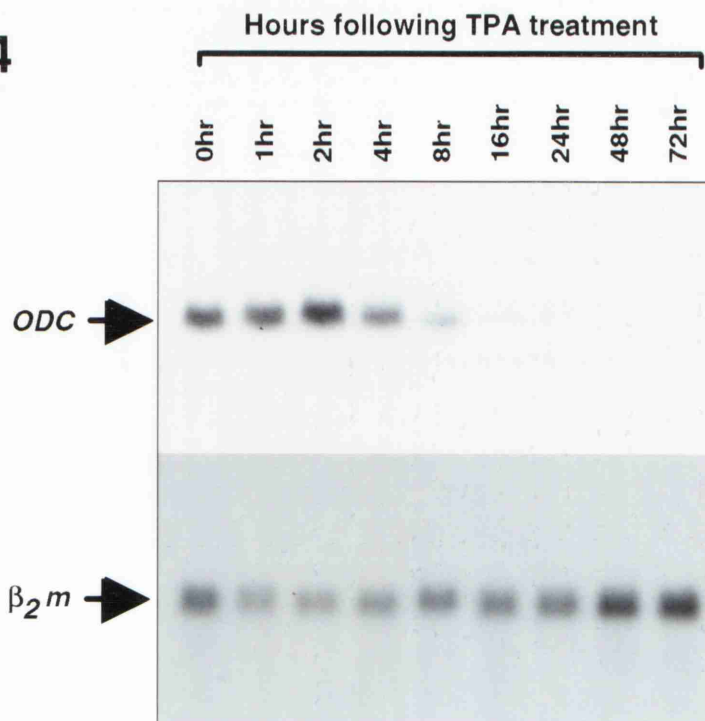 4
Hours following TPA treatment
0hr 1hr 2hr 4hr 8hr 16hr 24hr 48hr 72hr
ODC
β₂m